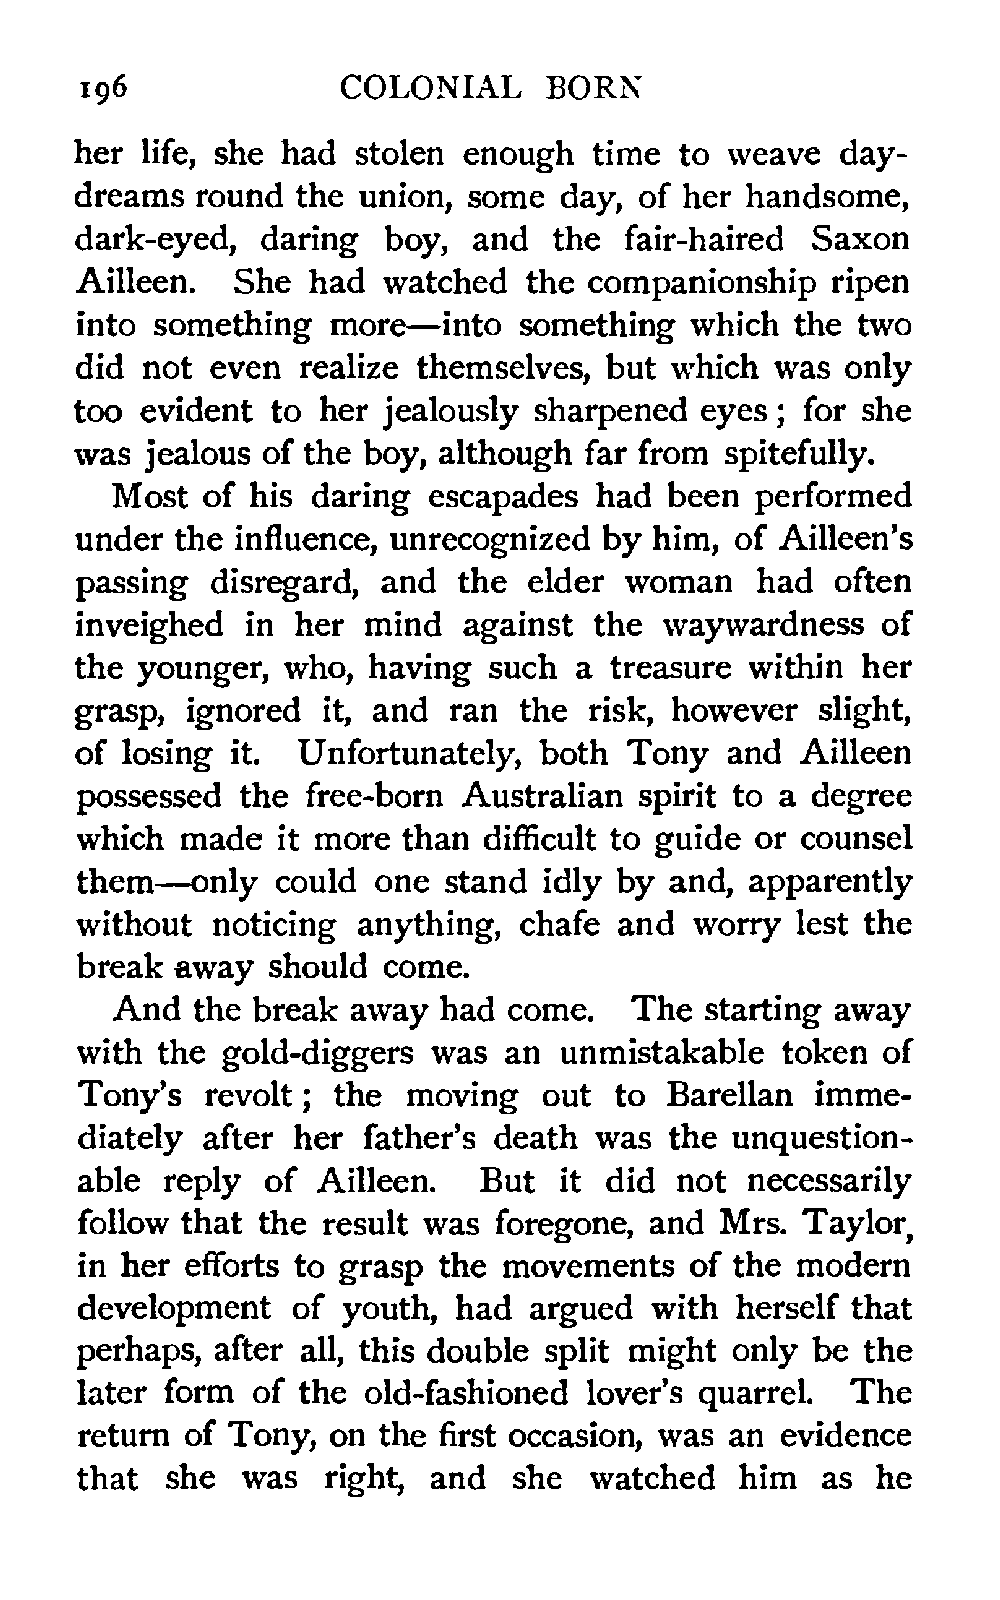 196 COLONIAL BORN
her life, she had stolen enough time to weave day-
dreams round the union, some day, of her handsome,
dark-eyed, daring boy, and the fair-haired Saxon
Ailleen. She had watched the companionship ripen
into something more—into something which the two
did not even realize themselves, but which was only
too evident to her jealously sharpened eyes ; for she
was jealous of the boy, although far from spitefully.
Most of his daring escapades had been performed
under the influence, unrecognized by him, of Ailleen's
passing disregard, and the elder woman had often
inveighed in her mind against the waywardness of
the younger, who, having such a treasure within her
grasp, ignored it, and ran the risk, however slight,
of losing it. Unfortunately, both Tony and Ailleen
possessed the free-born Australian spirit to a degree
which made it more than difficult to guide or counsel
them—only could one stand idly by and, apparently
without noticing anything, chafe and worry lest the
break away should come.
And the break away had come. The starting away
with the gold-diggers was an unmistakable token of
Tony's revolt ; the moving out to Barellan imme-
diately after her father's death was the unquestion-
able reply of Ailleen. But it did not necessarily
follow that the result was foregone, and Mrs. Taylor,
in her efforts to grasp the movements of the modern
development of youth, had argued with herself that
perhaps, after all, this double split might only be the
later form of the old-fashioned lover's quarrel. The
return of Tony, on the first occasion, was an evidence
that she was right, and she watched him as he